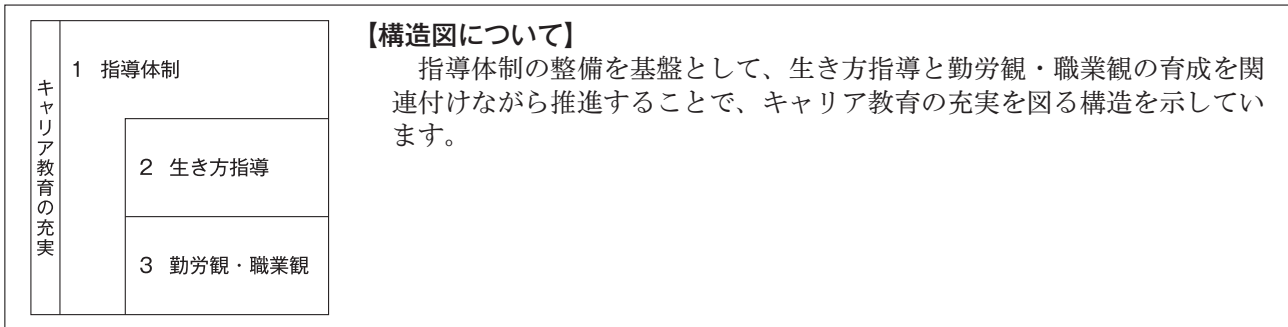 キャリア教育の充実
1 指導体制
2 生き方指導
3 勤労観・職業観
【構造図について】
指導体制の整備を基盤として、生き方指導と勤労観・職業観の育成を関
連付けながら推進することで、キャリア教育の充実を図る構造を示してい
ます。